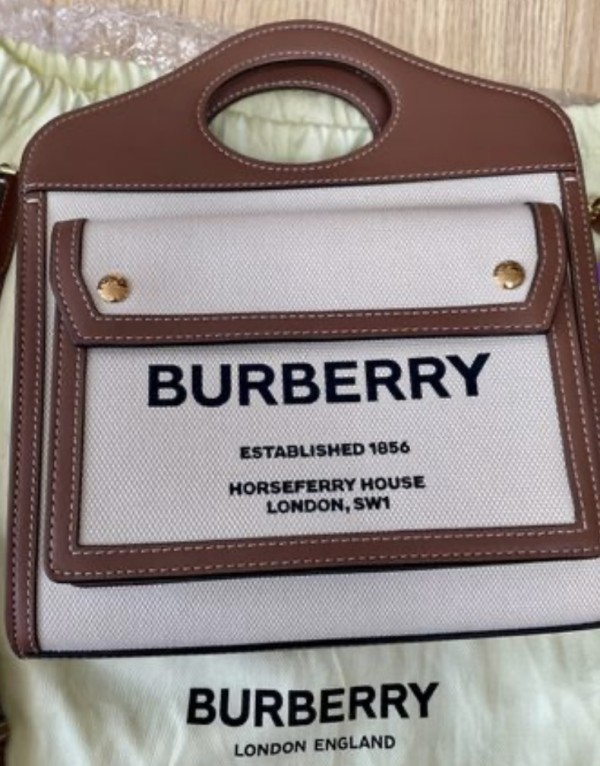 BURBERRY
ESTABLISHED 1856
HORSEFERRY HOUSE
LONDON, SW1
BURBERRY
LONDON ENGLAND